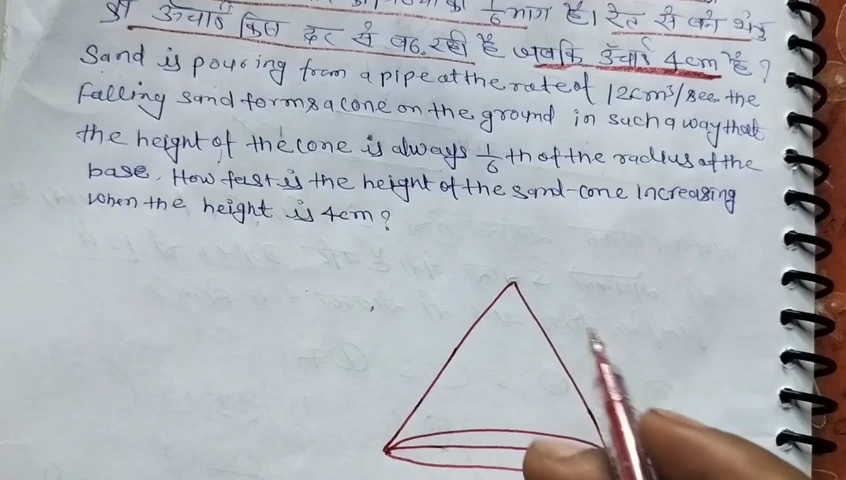 1/6 भाग है। रेत से बने शंकु
की ऊँचाई किस दर से बढ़ रही है जबकि ऊँचाई 4cm है?
Sand is pouring from a pipe at the rate of 12cm³/sec. the
falling sand forms a cone on the ground in such a way that
the height of the cone is always 1/6 th of the radius of the
base. How fast is the height of the sand-cone increasing
when the height is 4cm?